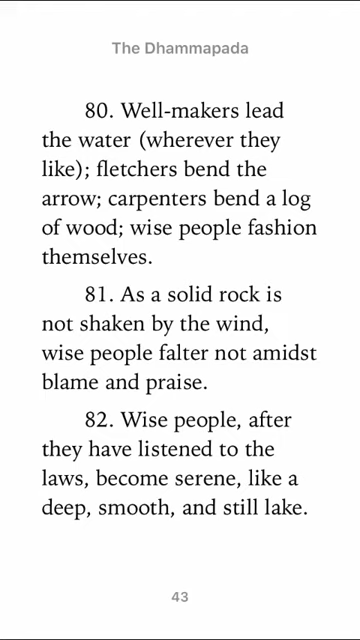 The Dhammapada
80. Well-makers lead
the water (wherever they
like); fletchers bend the
arrow; carpenters bend a log
of wood; wise people fashion
themselves.
81. As a solid rock is
not shaken by the wind,
wise people falter not amidst
blame and praise.
82. Wise people, after
they have listened to the
laws, become serene, like a
deep, smooth, and still lake.
43